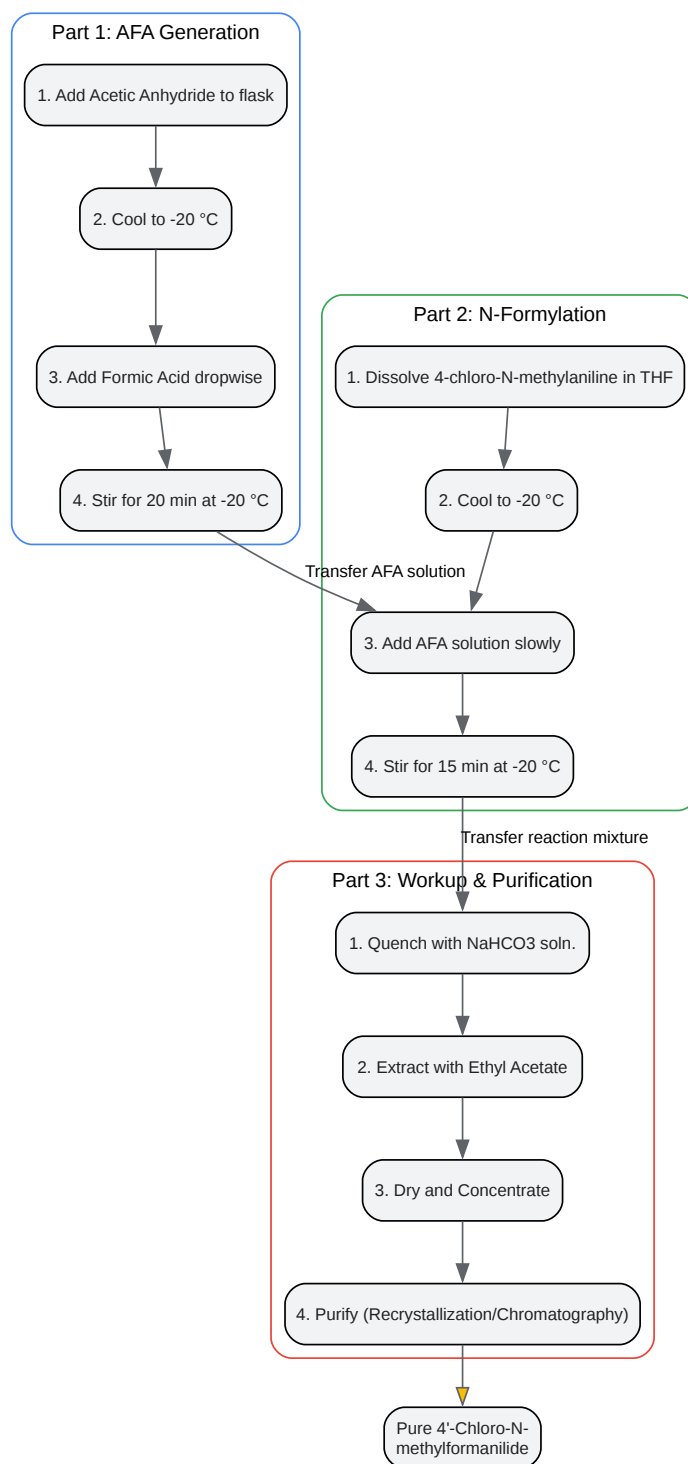 Part 1: AFA Generation
1. Add Acetic Anhydride to flask
2. Cool to -20 °C
3. Add Formic Acid dropwise
4. Stir for 20 min at -20 °C
Transfer AFA solution
Part 2: N-Formylation
1. Dissolve 4-chloro-N-methylaniline in THF
2. Cool to -20 °C
3. Add AFA solution slowly
4. Stir for 15 min at -20 °C
Transfer reaction mixture
Part 3: Workup & Purification
1. Quench with NaHCO3 soln.
2. Extract with Ethyl Acetate
3. Dry and Concentrate
4. Purify (Recrystallization/Chromatography)
Pure 4'-Chloro-N-
methylformanilide